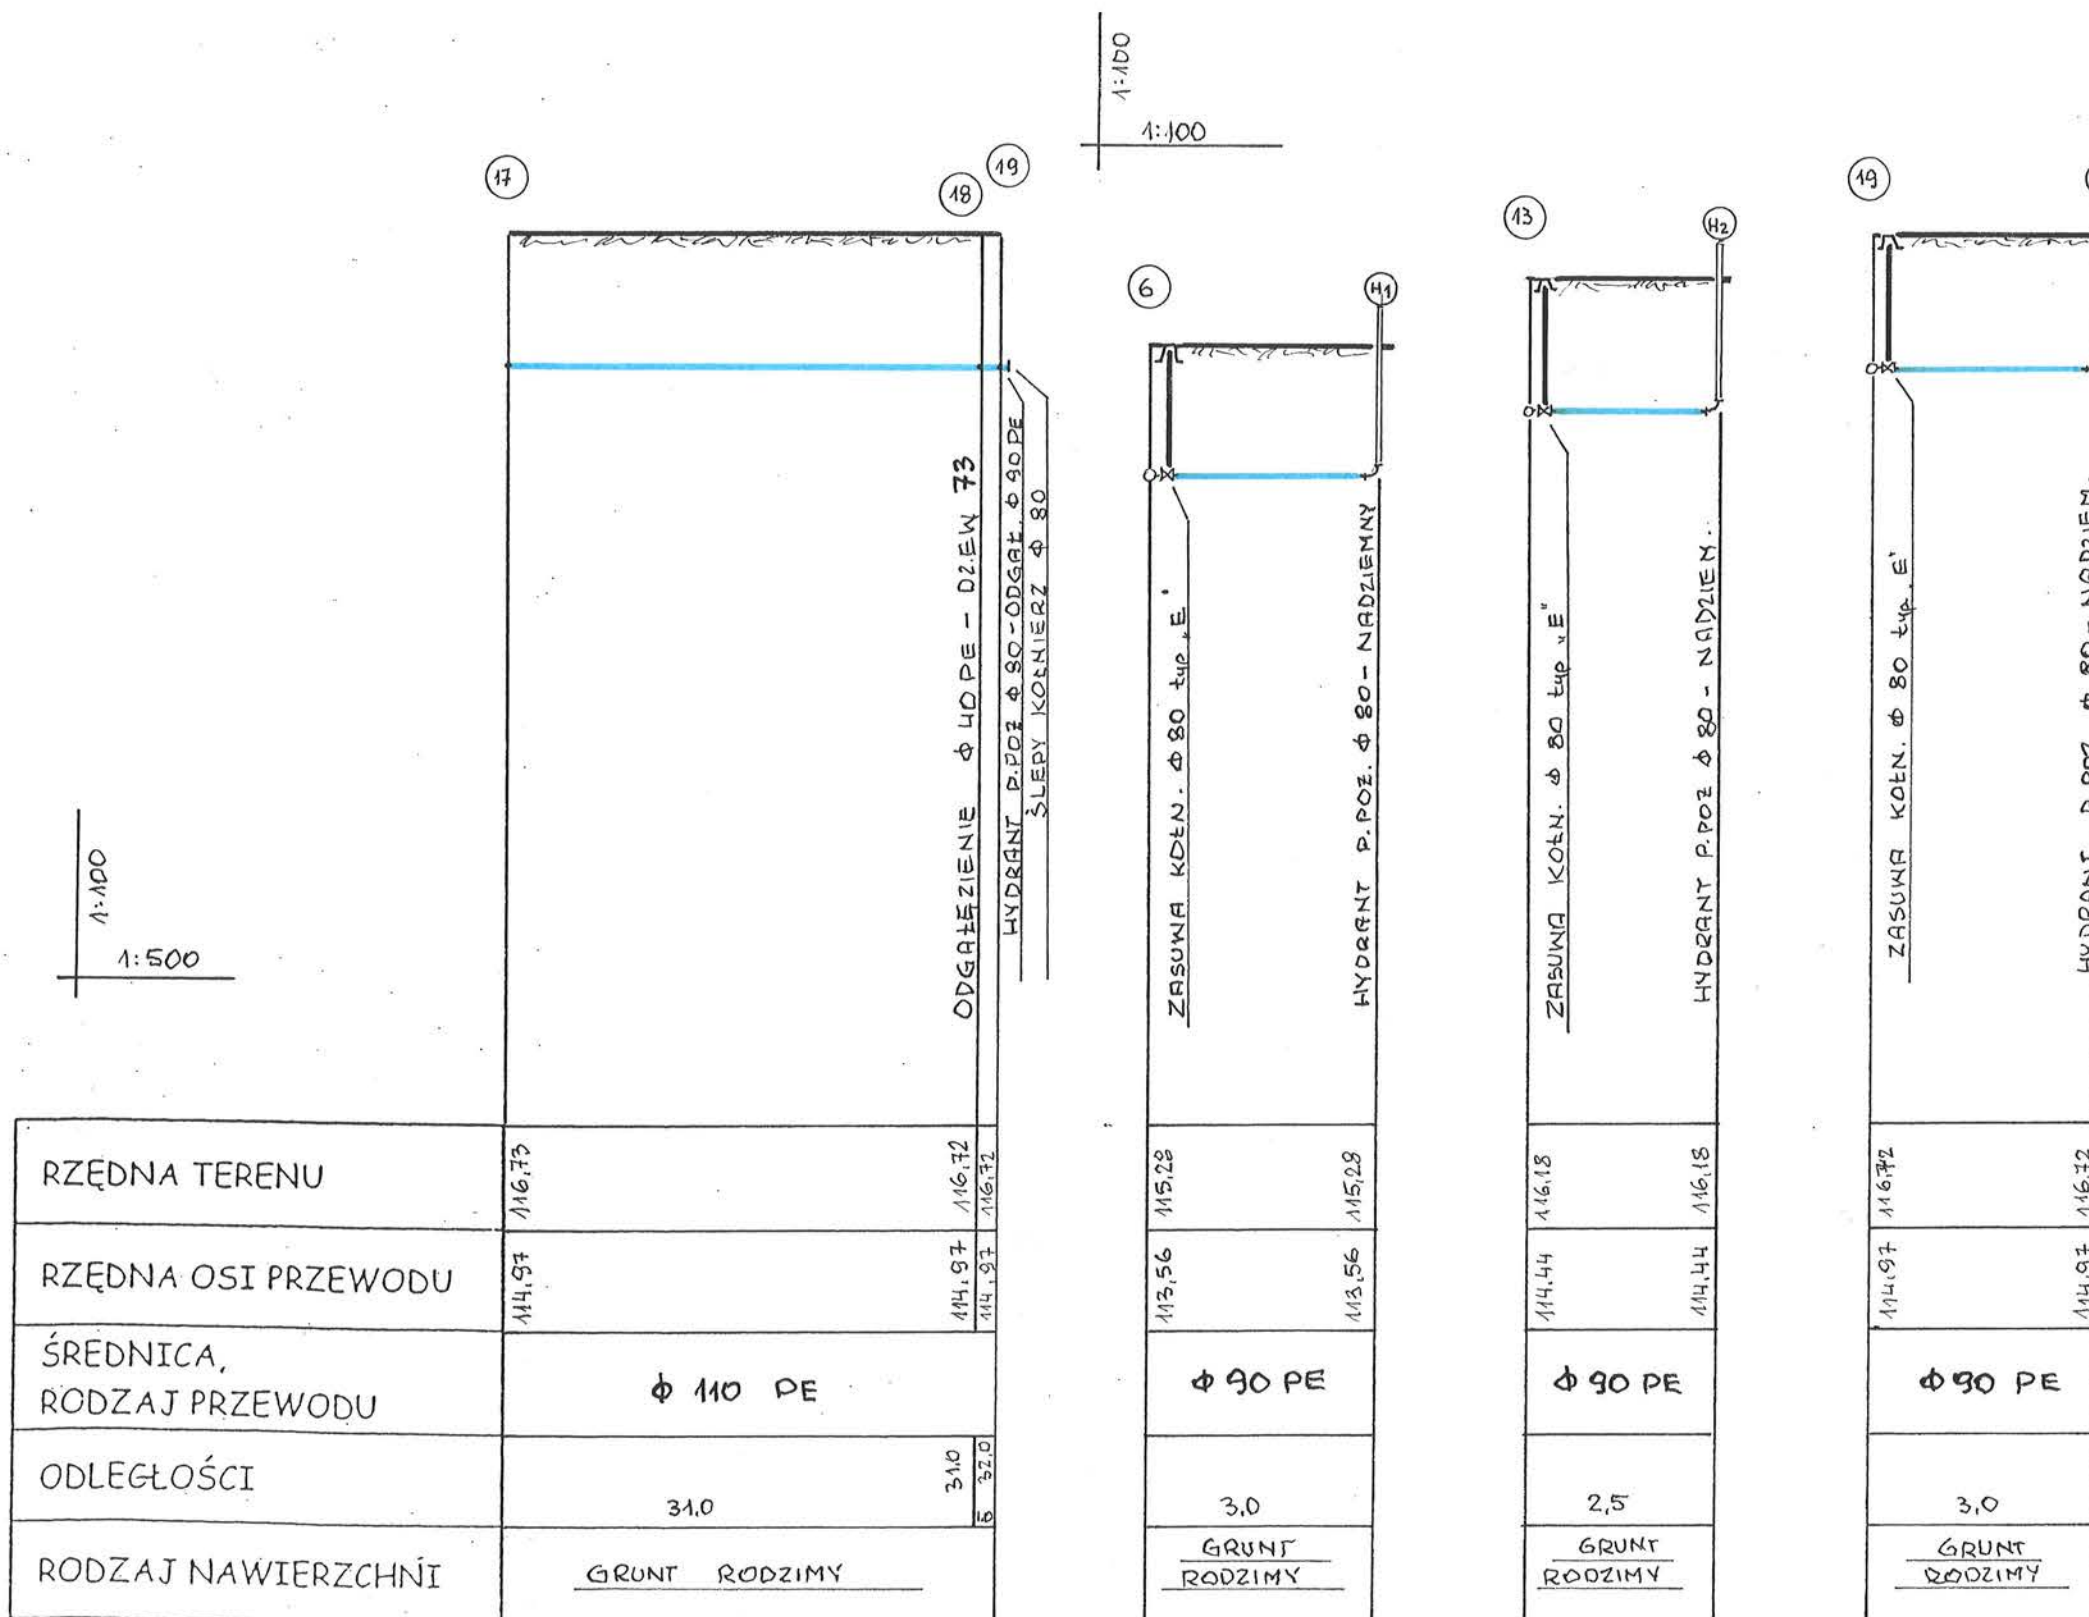 1:100
1:100
17
18
19
6
H1
13
H2
19
ODGAŁĘZIENIE Φ 40 PE - DZ.EW 73
HYDRANT P.POŻ Φ 80 - ODGAŁ. Φ 90 PE
ŚLEPY KOŁNIERZ Φ 80
ZASUWA KOŁN. Φ 80 typ „E"
HYDRANT P.POŻ. Φ 80 - NADZIEMNY
ZASUWA KOŁN. Φ 80 typ „E"
HYDRANT P.POŻ Φ 80 - NADZIEM.
ZASUWA KOŁN. Φ 80 typ. E"
1:100
1:500
RZĘDNA TERENU
116,73
116,72
116,72
115,28
115,28
116,18
116,18
116,72
116,72
RZĘDNA OSI PRZEWODU
114,97
114,97
114,97
113,56
113,56
114,44
114,44
114,97
114,97
ŚREDNICA,
RODZAJ PRZEWODU
Φ 110 PE
Φ 90 PE
Φ 90 PE
Φ 90 PE
ODLEGŁOŚCI
31,0
31,0
32,0
3,0
2,5
3,0
RODZAJ NAWIERZCHNI
GRUNT RODZIMY
GRUNT
RODZIMY
GRUNT
RODZIMY
GRUNT
RODZIMY